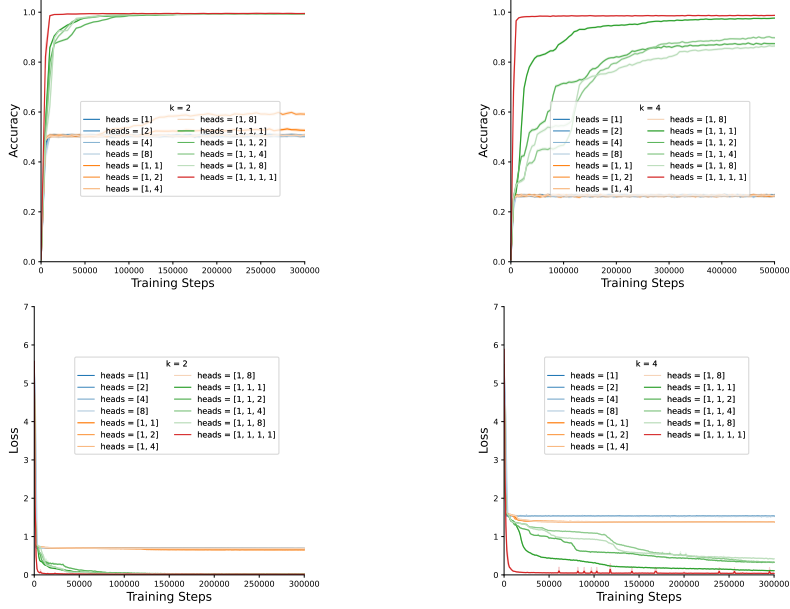 1.0
0.8
0.6
0.4
0.2
0.0
Accuracy
k = 2
heads = [1]
heads = [2]
heads = [4]
heads = [8]
heads = [1, 1]
heads = [1, 2]
heads = [1, 4]
heads = [1, 8]
heads = [1, 1, 1]
heads = [1, 1, 2]
heads = [1, 1, 4]
heads = [1, 1, 8]
heads = [1, 1, 1, 1]
0 50000 100000 150000 200000 250000 300000
Training Steps
1.0
0.8
0.6
0.4
0.2
0.0
Accuracy
k = 4
heads = [1]
heads = [2]
heads = [4]
heads = [8]
heads = [1, 1]
heads = [1, 2]
heads = [1, 4]
heads = [1, 8]
heads = [1, 1, 1]
heads = [1, 1, 2]
heads = [1, 1, 4]
heads = [1, 1, 8]
heads = [1, 1, 1, 1]
0 100000 200000 300000 400000 500000
Training Steps
7
6
5
4
3
2
1
0
Loss
k = 2
heads = [1]
heads = [2]
heads = [4]
heads = [8]
heads = [1, 1]
heads = [1, 2]
heads = [1, 4]
heads = [1, 8]
heads = [1, 1, 1]
heads = [1, 1, 2]
heads = [1, 1, 4]
heads = [1, 1, 8]
heads = [1, 1, 1, 1]
0 50000 100000 150000 200000 250000 300000
Training Steps
7
6
5
4
3
2
1
0
Loss
k = 4
heads = [1]
heads = [2]
heads = [4]
heads = [8]
heads = [1, 1]
heads = [1, 2]
heads = [1, 4]
heads = [1, 8]
heads = [1, 1, 1]
heads = [1, 1, 2]
heads = [1, 1, 4]
heads = [1, 1, 8]
heads = [1, 1, 1, 1]
0 50000 100000 150000 200000 250000 300000
Training Steps